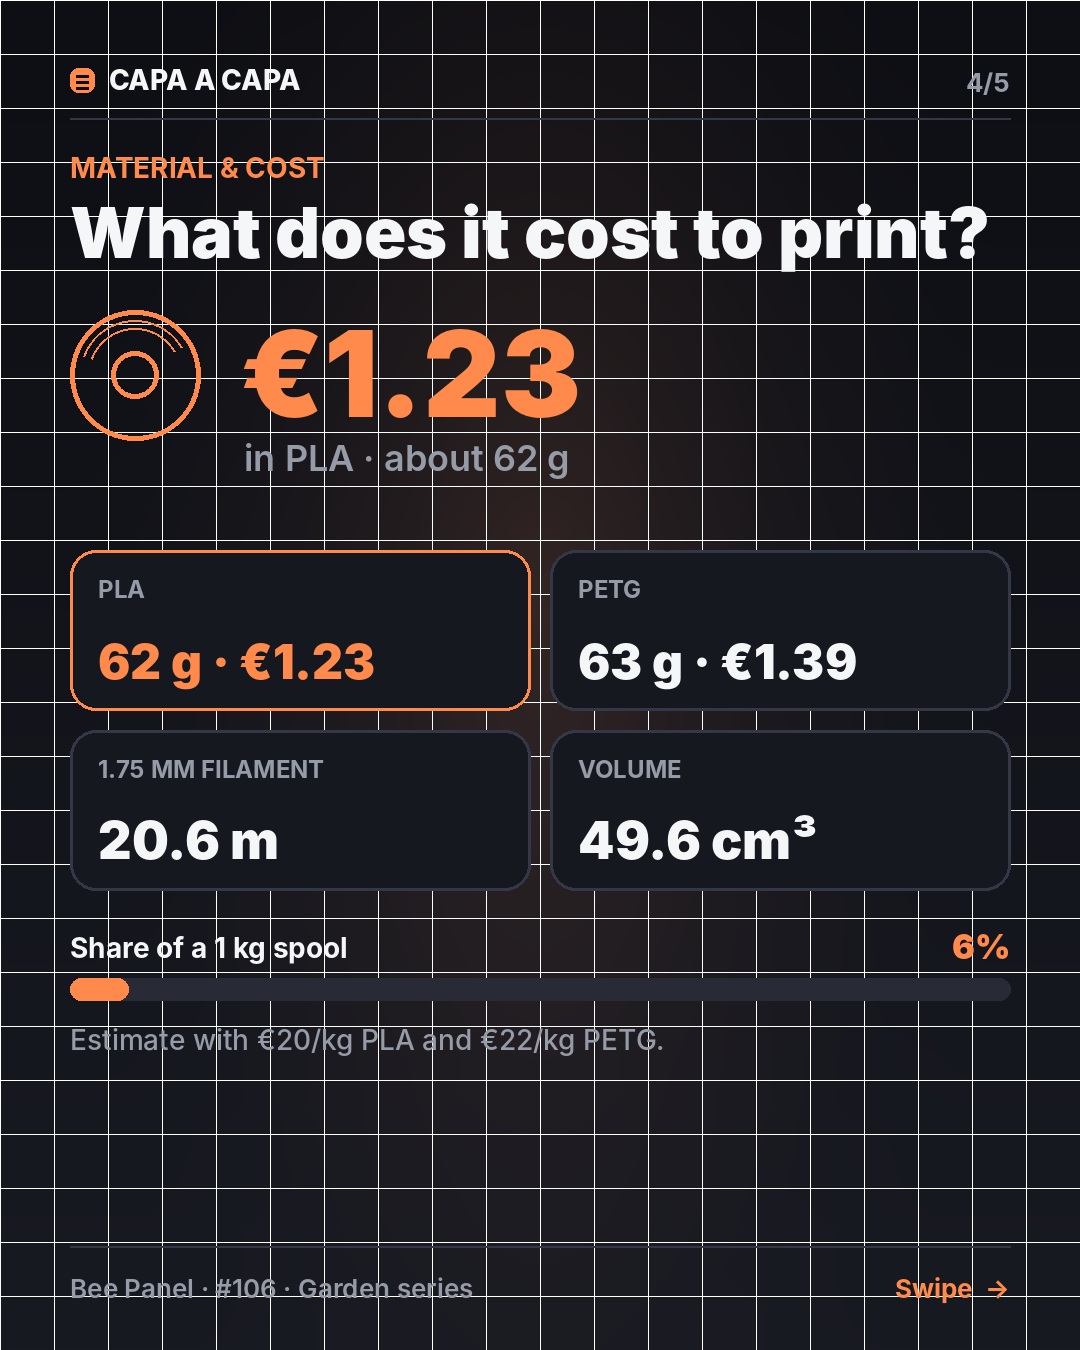 CAPA A CAPA
4/5
MATERIAL & COST
What does it cost to print?
€1.23
in PLA · about 62 g
PLA
62 g · €1.23
PETG
63 g · €1.39
1.75 MM FILAMENT
20.6 m
VOLUME
49.6 cm³
Share of a 1 kg spool
6%
Estimate with €20/kg PLA and €22/kg PETG.
Bee Panel · #106 · Garden series
Swipe →